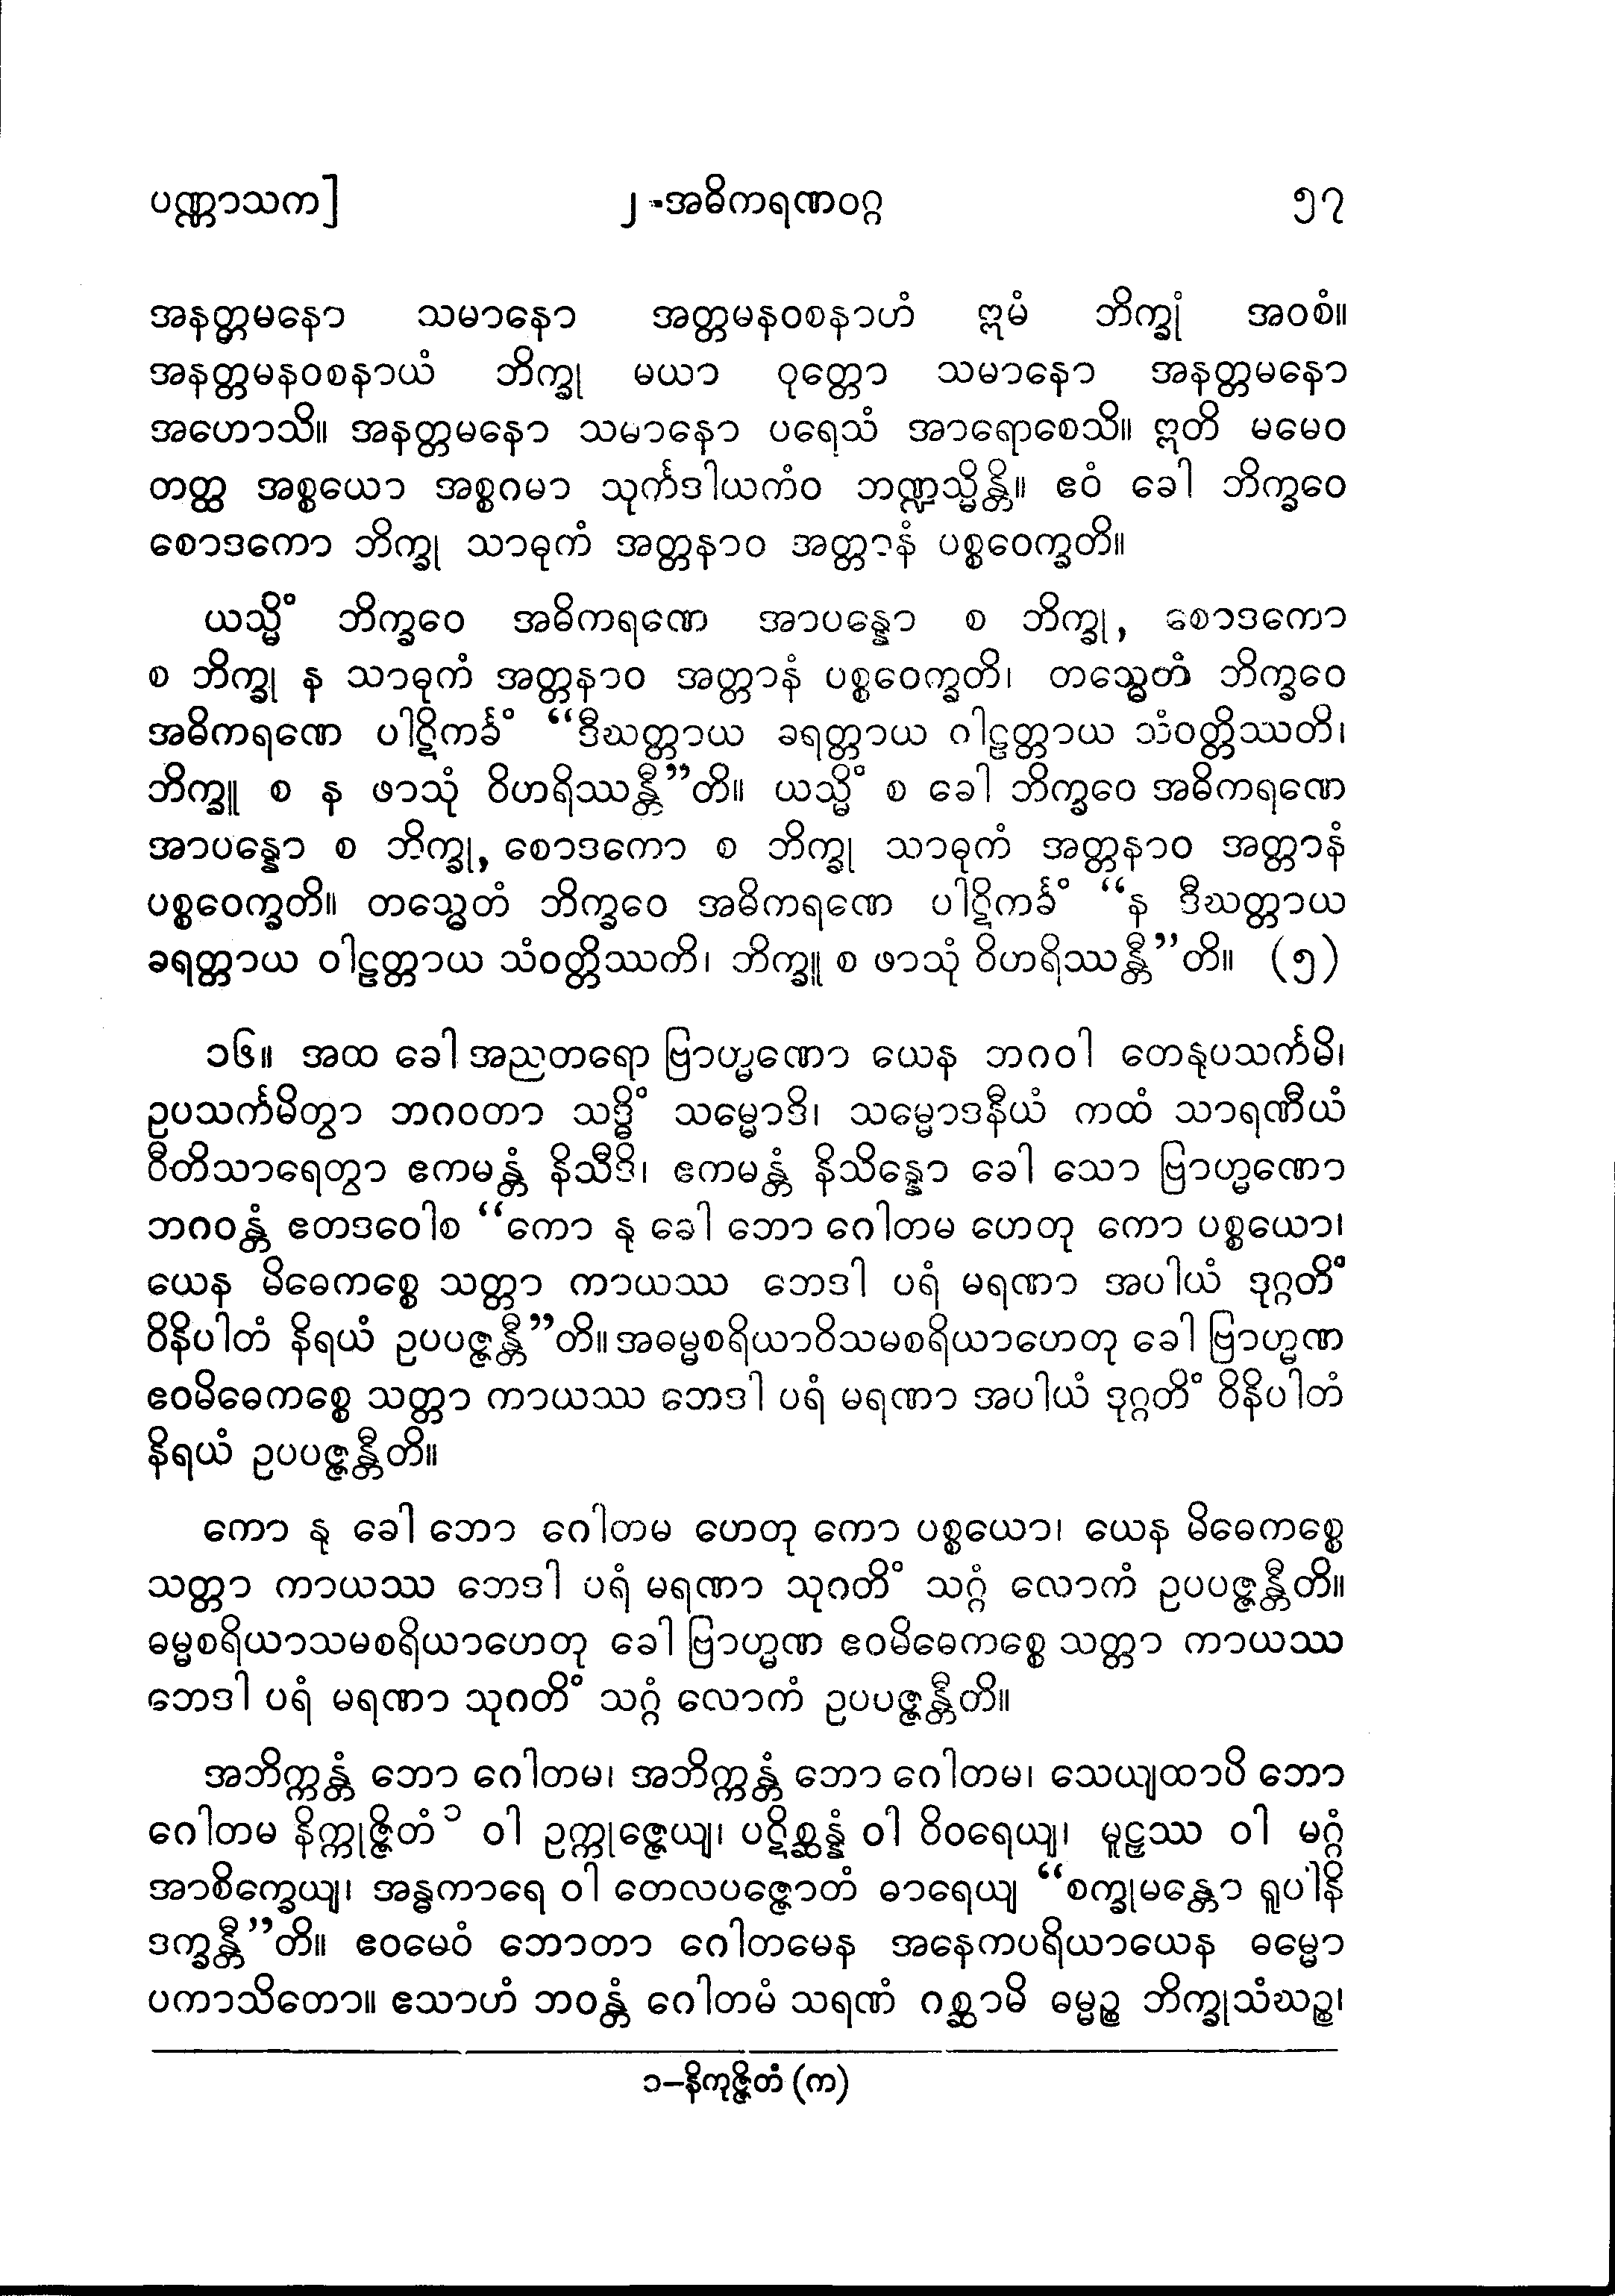 ပဏ္ဏာသက] ၂-အဓိကရဏဝဂ္ဂ ၅၇
အနတ္တမနော သမာနော အတ္တမနဝစနာဟံ ဣမံ ဘိက္ခုံ အဝစံ။
အနတ္တမနဝစနာယံ ဘိက္ခု မယာ ဝုတ္တော သမာနော အနတ္တမနော
အဟောသိ။ အနတ္တမနော သမာနော ပရေသံ အာရောစေသိ။ ဣတိ မမေဝ
တတ္ထ အစ္စယော အစ္စဂမာ သုင်္ကဒါယကံဝ ဘဏ္ဍသ္မိန္တိ။ ဧဝံ ခေါ ဘိက္ခဝေ
စောဒကော ဘိက္ခု သာဓုကံ အတ္တနာဝ အတ္တာနံ ပစ္စဝေက္ခတိ။
ယသ္မိံ ဘိက္ခဝေ အဓိကရဏေ အာပန္နော စ ဘိက္ခု, စောဒကော
စ ဘိက္ခု န သာဓုကံ အတ္တနာဝ အတ္တာနံ ပစ္စဝေက္ခတိ၊ တသ္မေတံ ဘိက္ခဝေ
အဓိကရဏေ ပါဋိကင်္ခံ “ဒီဃတ္တာယ ခရတ္တာယ ဂါဠတ္တာယ သံဝတ္တိဿတိ၊
ဘိက္ခူ စ န ဖာသုံ ဝိဟရိဿန္တီ”တိ။ ယသ္မိံ စ ခေါ ဘိက္ခဝေ အဓိကရဏေ
အာပန္နော စ ဘိက္ခု, စောဒကော စ ဘိက္ခု သာဓုကံ အတ္တနာဝ အတ္တာနံ
ပစ္စဝေက္ခတိ။ တသ္မေတံ ဘိက္ခဝေ အဓိကရဏေ ပါဋိကင်္ခံ “န ဒီဃတ္တာယ
ခရတ္တာယ ဝါဠတ္တာယ သံဝတ္တိဿတိ၊ ဘိက္ခူ စ ဖာသုံ ဝိဟရိဿန္တီ”တိ။ (၅)
၁၆။ အထ ခေါ အညတရော ဗြာဟ္မဏော ယေန ဘဂဝါ တေနုပသင်္ကမိ၊
ဥပသင်္ကမိတွာ ဘဂဝတာ သဒ္ဓိံ သမ္မောဒိ၊ သမ္မောဒနီယံ ကထံ သာရဏီယံ
ဝီတိသာရေတွာ ဧကမန္တံ နိသီဒိ၊ ဧကမန္တံ နိသိန္နော ခေါ သော ဗြာဟ္မဏော
ဘဂဝန္တံ ဧတဒဝေါစ “ကော နု ခေါ ဘော ဂေါတမ ဟေတု ကော ပစ္စယော၊
ယေန မိဓေကစ္စေ သတ္တာ ကာယဿ ဘေဒါ ပရံ မရဏာ အပါယံ ဒုဂ္ဂတိံ
ဝိနိပါတံ နိရယံ ဥပပဇ္ဇန္တီ”တိ။ အဓမ္မစရိယာဝိသမစရိယာဟေတု ခေါ ဗြာဟ္မဏ
ဧဝမိဓေကစ္စေ သတ္တာ ကာယဿ ဘေဒါ ပရံ မရဏာ အပါယံ ဒုဂ္ဂတိံ ဝိနိပါတံ
နိရယံ ဥပပဇ္ဇန္တီတိ။
ကော နု ခေါ ဘော ဂေါတမ ဟေတု ကော ပစ္စယော၊ ယေန မိဓေကစ္စေ
သတ္တာ ကာယဿ ဘေဒါ ပရံ မရဏာ သုဂတိံ သဂ္ဂံ လောကံ ဥပပဇ္ဇန္တီတိ။
ဓမ္မစရိယာသမစရိယာဟေတု ခေါ ဗြာဟ္မဏ ဧဝမိဓေကစ္စေ သတ္တာ ကာယဿ
ဘေဒါ ပရံ မရဏာ သုဂတိံ သဂ္ဂံ လောကံ ဥပပဇ္ဇန္တီတိ။
အဘိက္ကန္တံ ဘော ဂေါတမ၊ အဘိက္ကန္တံ ဘော ဂေါတမ၊ သေယျထာပိ ဘော
ဂေါတမ နိက္ကုဇ္ဇိတံ ၁ ဝါ ဥက္ကုဇ္ဇေယျ၊ ပဋိစ္ဆန္နံ ဝါ ဝိဝရေယျ၊ မူဠှဿ ဝါ မဂ္ဂံ
အာစိက္ခေယျ၊ အန္ဓကာရေ ဝါ တေလပဇ္ဇောတံ ဓာရေယျ “စက္ခုမန္တော ရူပါနိ
ဒက္ခန္တီ”တိ။ ဧဝမေဝံ ဘောတာ ဂေါတမေန အနေကပရိယာယေန ဓမ္မော
ပကာသိတော။ ဧသာဟံ ဘဝန္တံ ဂေါတမံ သရဏံ ဂစ္ဆာမိ ဓမ္မဉ္စ ဘိက္ခုသံဃဉ္စ၊
၁–နိကုဇ္ဇိတံ (က)